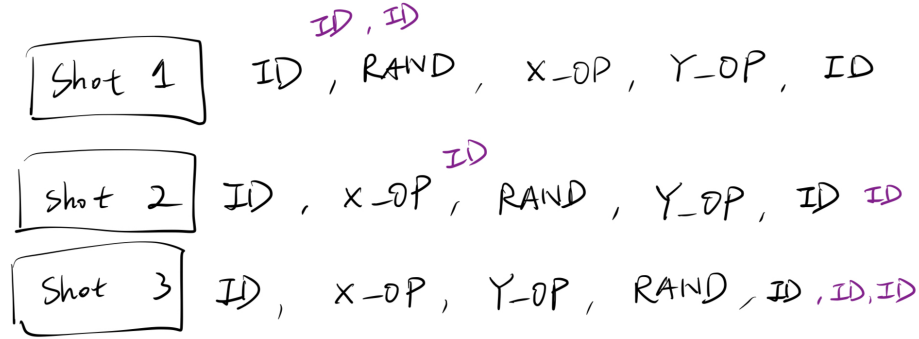 ID, ID
Shot 1 ID, RAND, X_OP, Y_OP, ID
ID
Shot 2 ID, X_OP, RAND, Y_OP, ID ID
Shot 3 ID, X_OP, Y_OP, RAND, ID, ID, ID